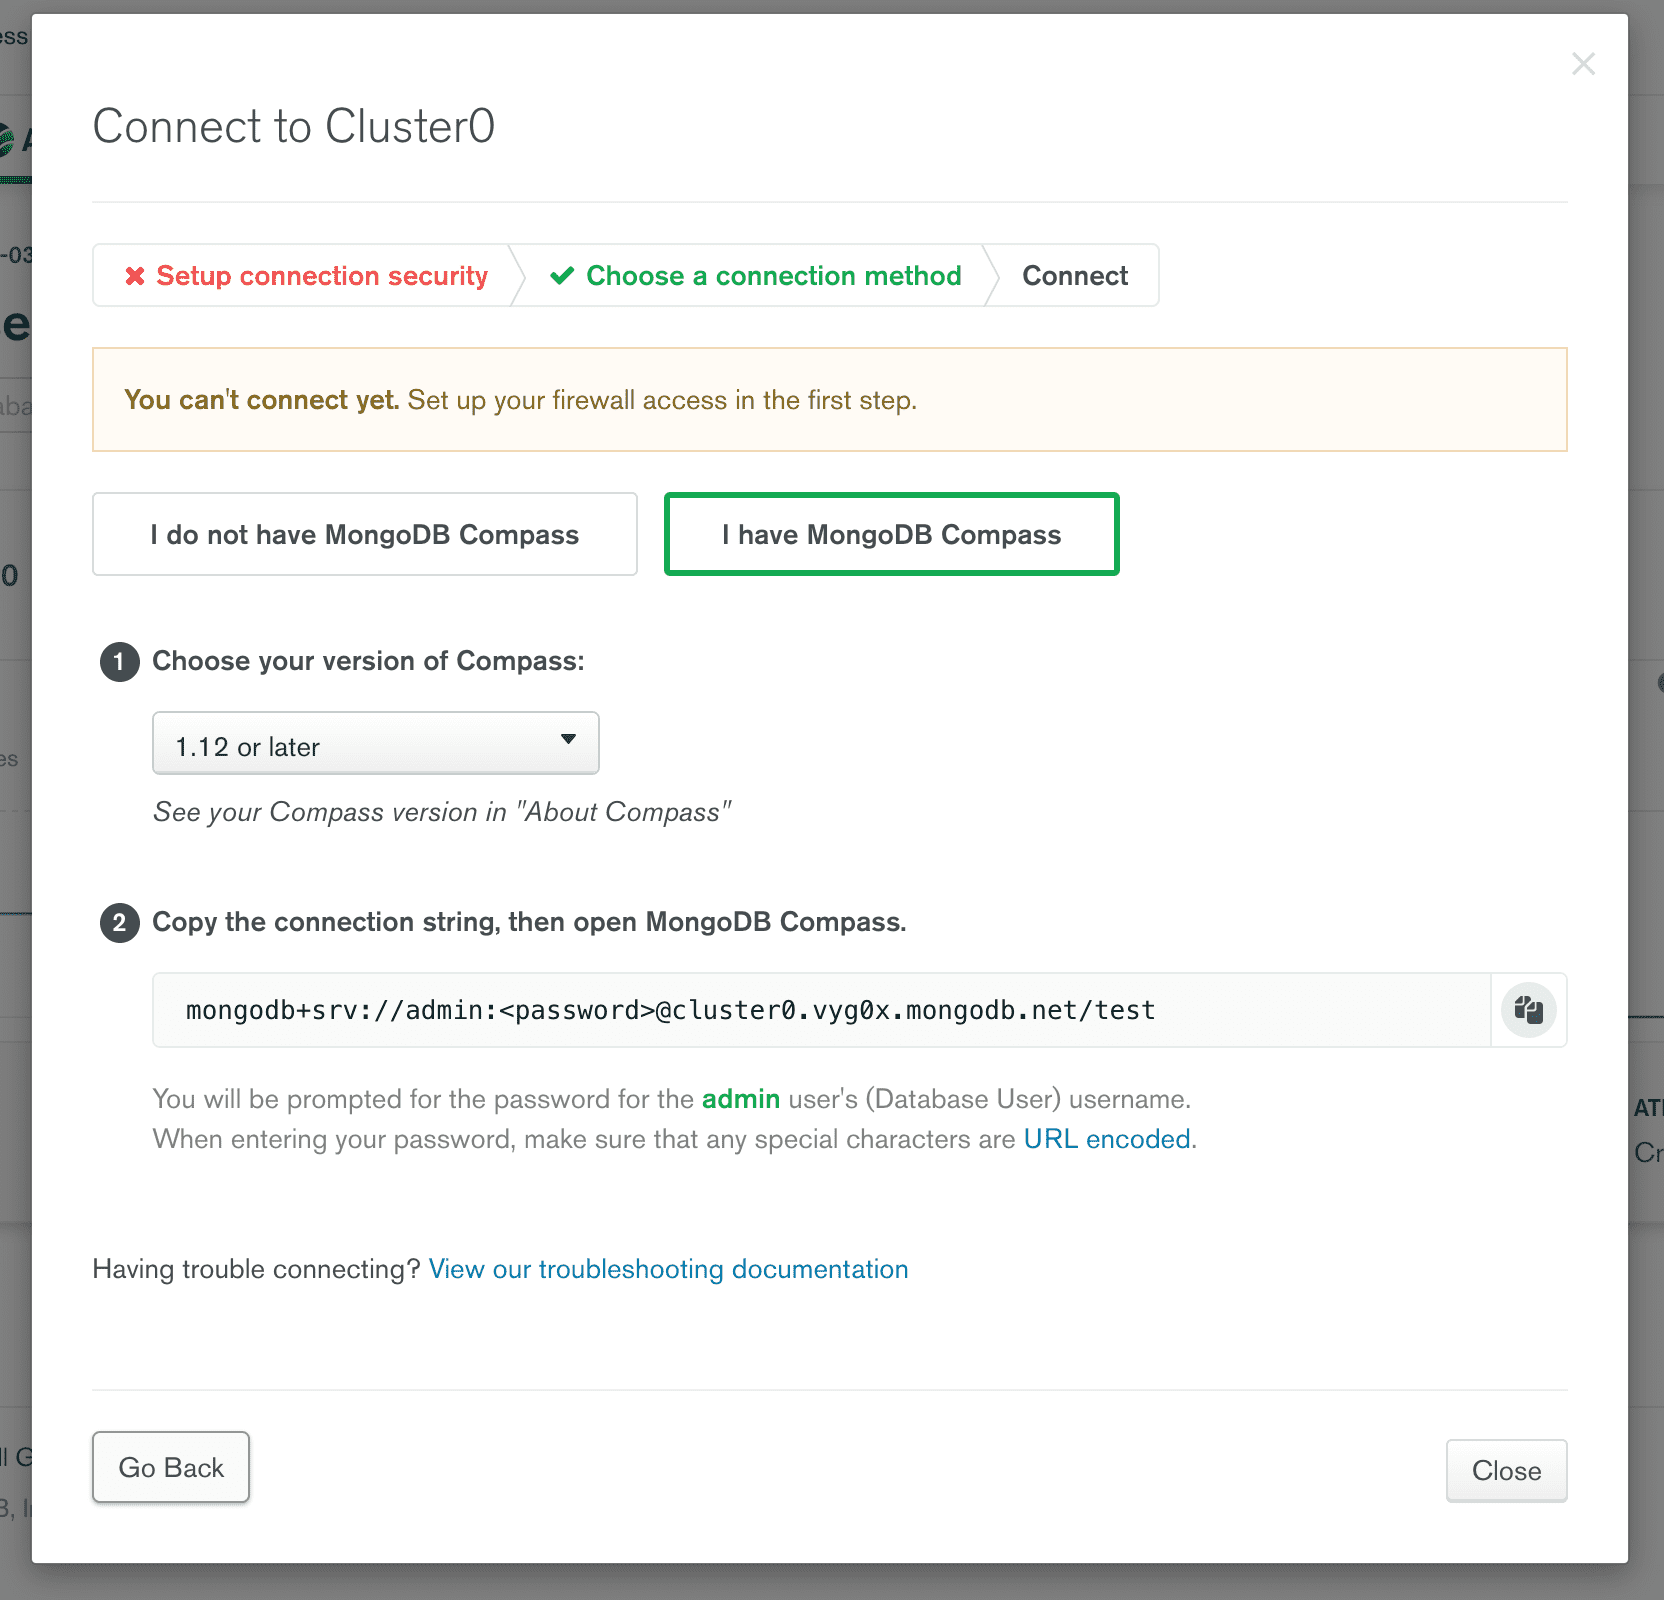 ess
Connect to Cluster0
Setup connection security
Choose a connection method
Connect
-03
You can't connect yet. Set up your firewall access in the first step.
I do not have MongoDB Compass
I have MongoDB Compass
0
1 Choose your version of Compass:
1.12 or later
es
See your Compass version in "About Compass"
2 Copy the connection string, then open MongoDB Compass.
mongodb+srv://admin:<password>@cluster0.vyg0x.mongodb.net/test
You will be prompted for the password for the admin user's (Database User) username.
When entering your password, make sure that any special characters are URL encoded.
Having trouble connecting? View our troubleshooting documentation
Go Back
Close